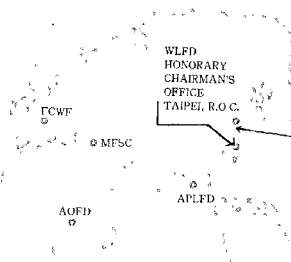 WLFD
HONORARY
CHAIRMAN'S
OFFICE
TAIPEI, R.O.C.
FCWF
MFSC
APLFD
AOFD